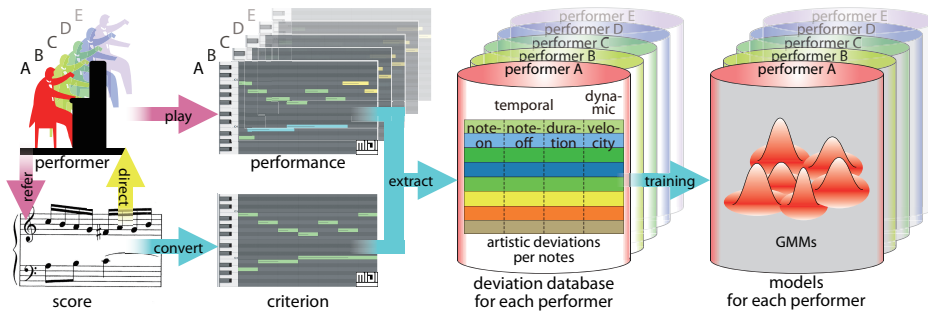 E
D
C
B
A
performer
refer
direct
score
play
convert
E
D
C
B
A
performance
criterion
extract
performer E
performer D
performer C
performer B
performer A
temporal
dyna-
mic
note-
on
note-
off
dura-
tion
velo-
city
artistic deviations
per notes
deviation database
for each performer
training
performer E
performer D
performer C
performer B
performer A
GMMs
models
for each performer